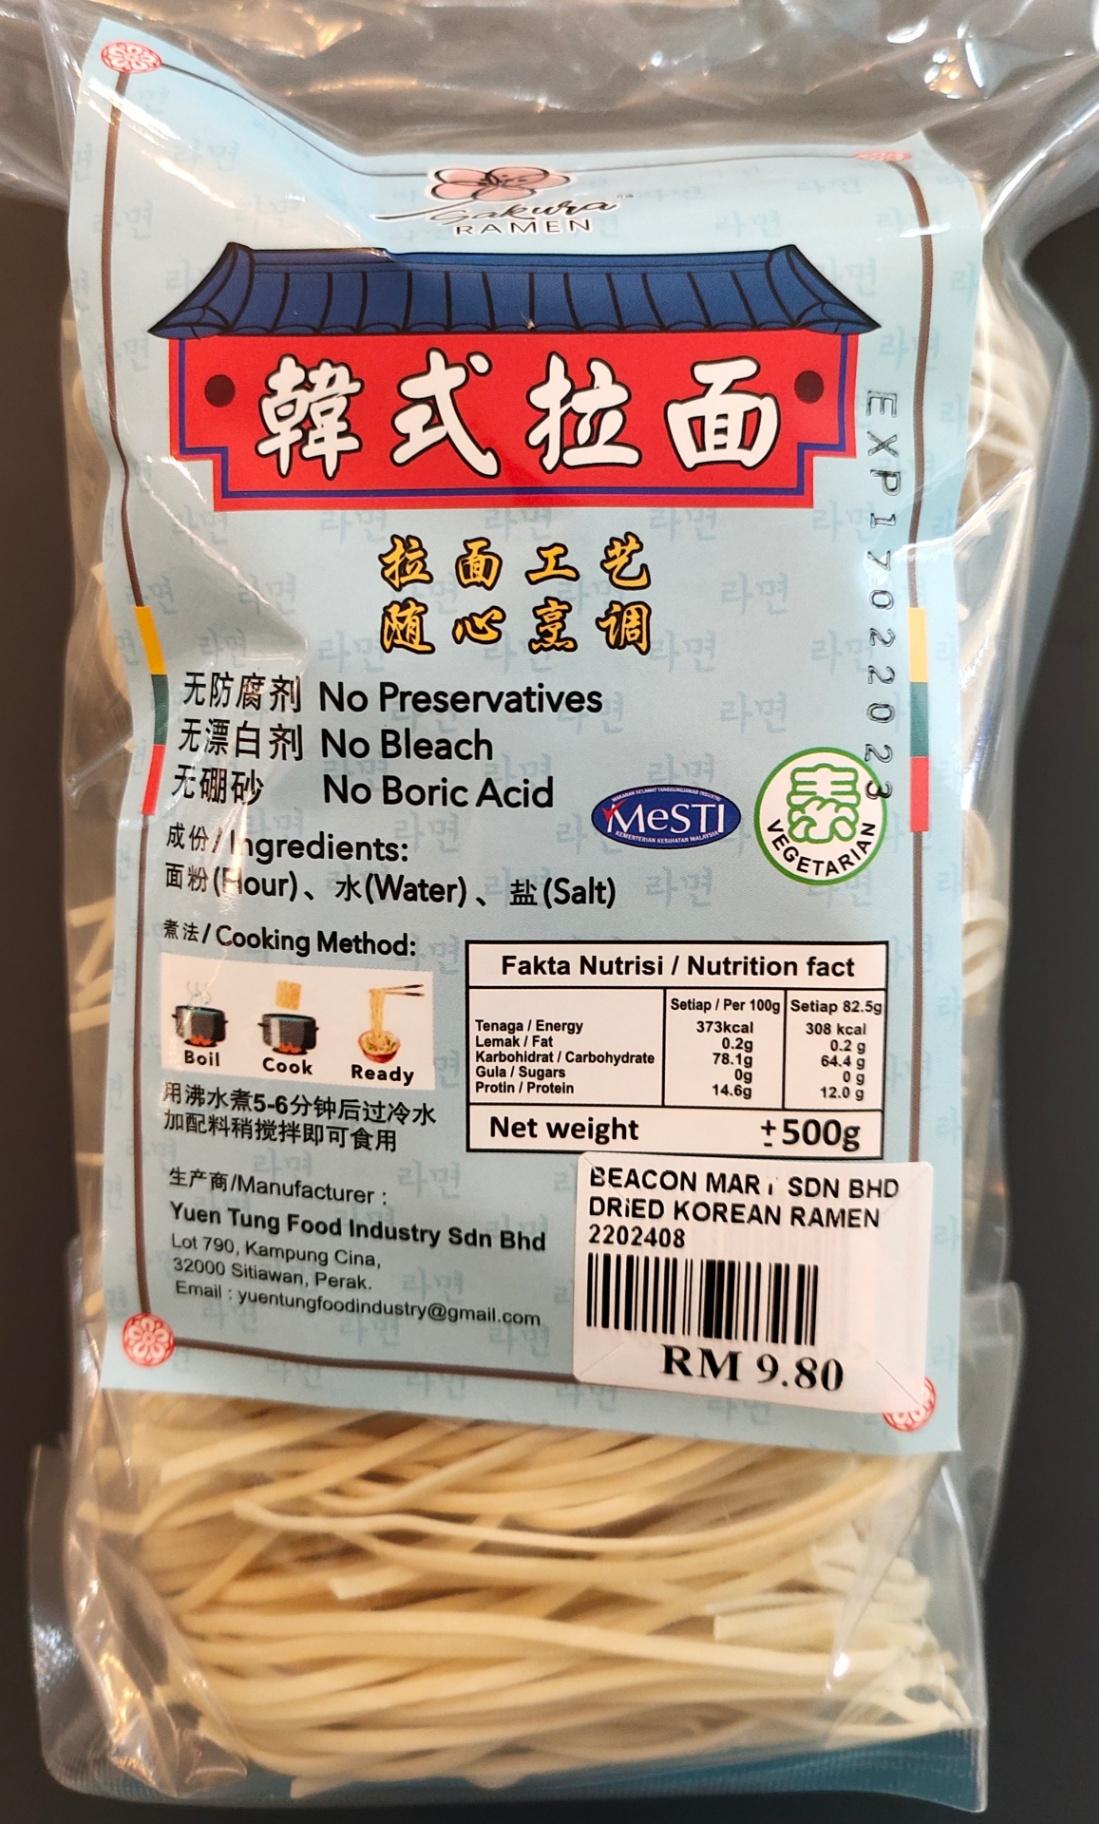 Sakura
RAMEN
韓式拉面
拉面工艺
随心烹调
EXP17022023
无防腐剂 No Preservatives
无漂白剂 No Bleach
无硼砂 No Boric Acid
MeSTI
KEMENTERIAN KESIHATAN MALAYSIA
素
VEGETARIAN
成份/Ingredients:
面粉(Flour)、水(Water)、盐(Salt)
煮法/Cooking Method:
Boil Cook Ready
用沸水煮5-6分钟后过冷水
加配料稍搅拌即可食用
Fakta Nutrisi / Nutrition fact
Setiap / Per 100g Setiap 82.5g
Tenaga / Energy 373kcal 308 kcal
Lemak / Fat 0.2g 0.2 g
Karbohidrat / Carbohydrate 78.1g 64.4 g
Gula / Sugars 0g 0 g
Protin / Protein 14.6g 12.0 g
Net weight ±500g
生产商/Manufacturer :
Yuen Tung Food Industry Sdn Bhd
Lot 790, Kampung Cina,
32000 Sitiawan, Perak.
Email : yuentungfoodindustry@gmail.com
BEACON MART SDN BHD
DRiED KOREAN RAMEN
2202408
RM 9.80
라면